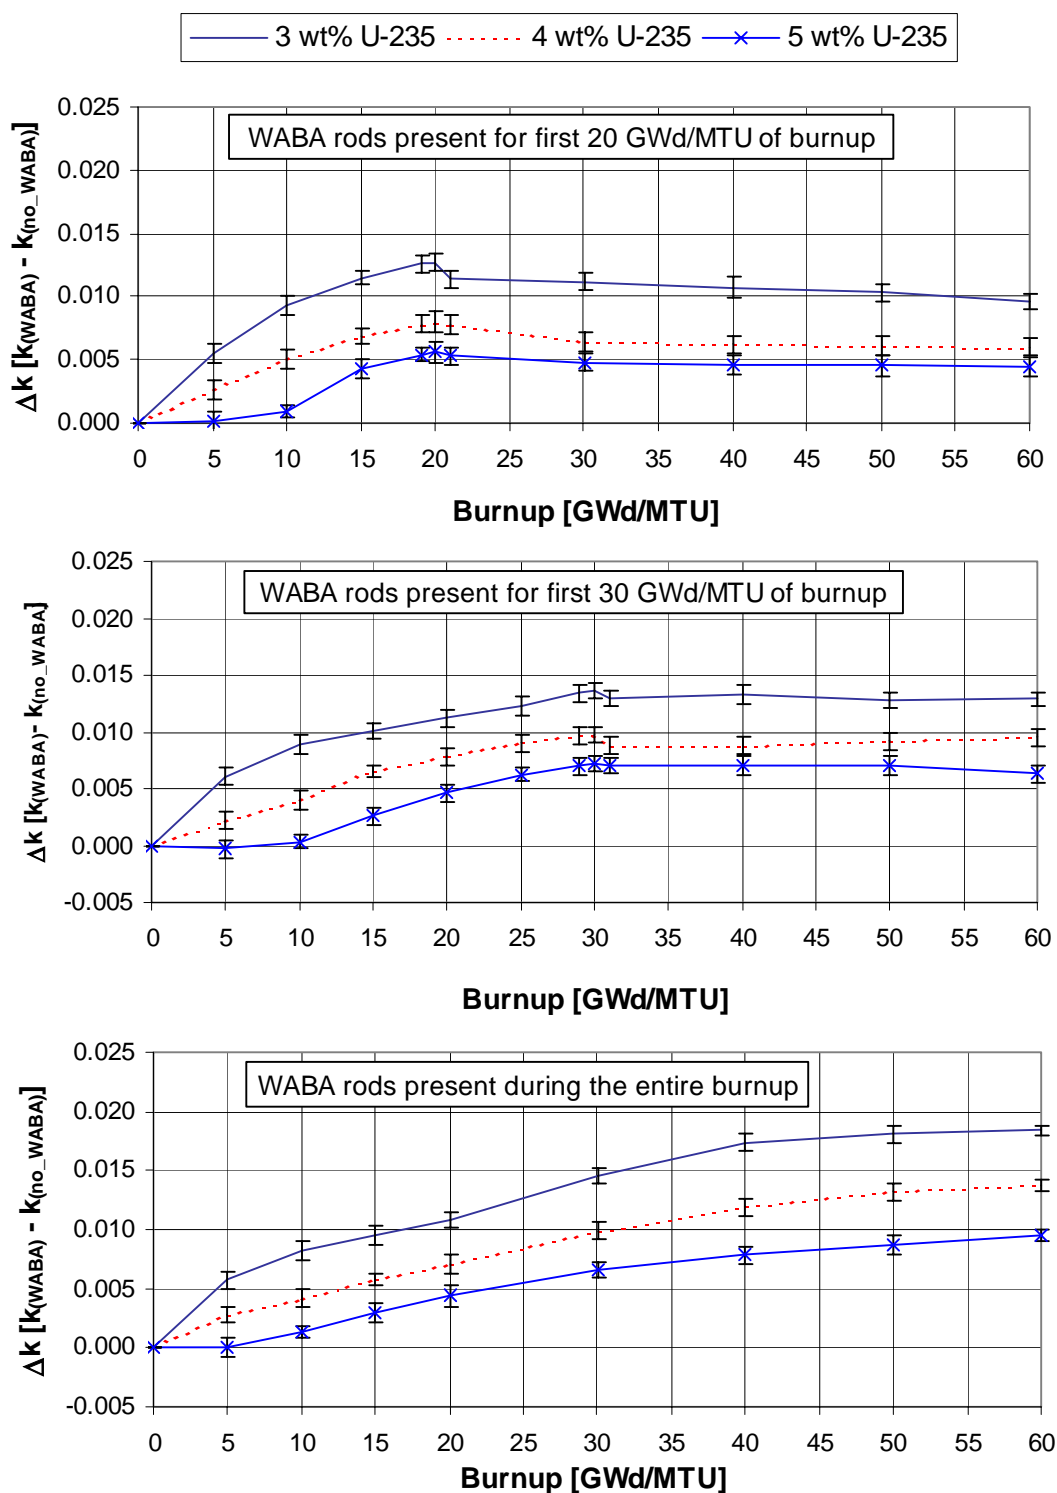 3 wt% U-235 4 wt% U-235 5 wt% U-235
Δk [k(WABA) - k(no_WABA)]
0.025
0.020
0.015
0.010
0.005
0.000
WABA rods present for first 20 GWd/MTU of burnup
0 5 10 15 20 25 30 35 40 45 50 55 60
Burnup [GWd/MTU]
Δk [k(WABA) - k(no_WABA)]
0.025
0.020
0.015
0.010
0.005
0.000
-0.005
WABA rods present for first 30 GWd/MTU of burnup
0 5 10 15 20 25 30 35 40 45 50 55 60
Burnup [GWd/MTU]
Δk [k(WABA) - k(no_WABA)]
0.025
0.020
0.015
0.010
0.005
0.000
-0.005
WABA rods present during the entire burnup
0 5 10 15 20 25 30 35 40 45 50 55 60
Burnup [GWd/MTU]